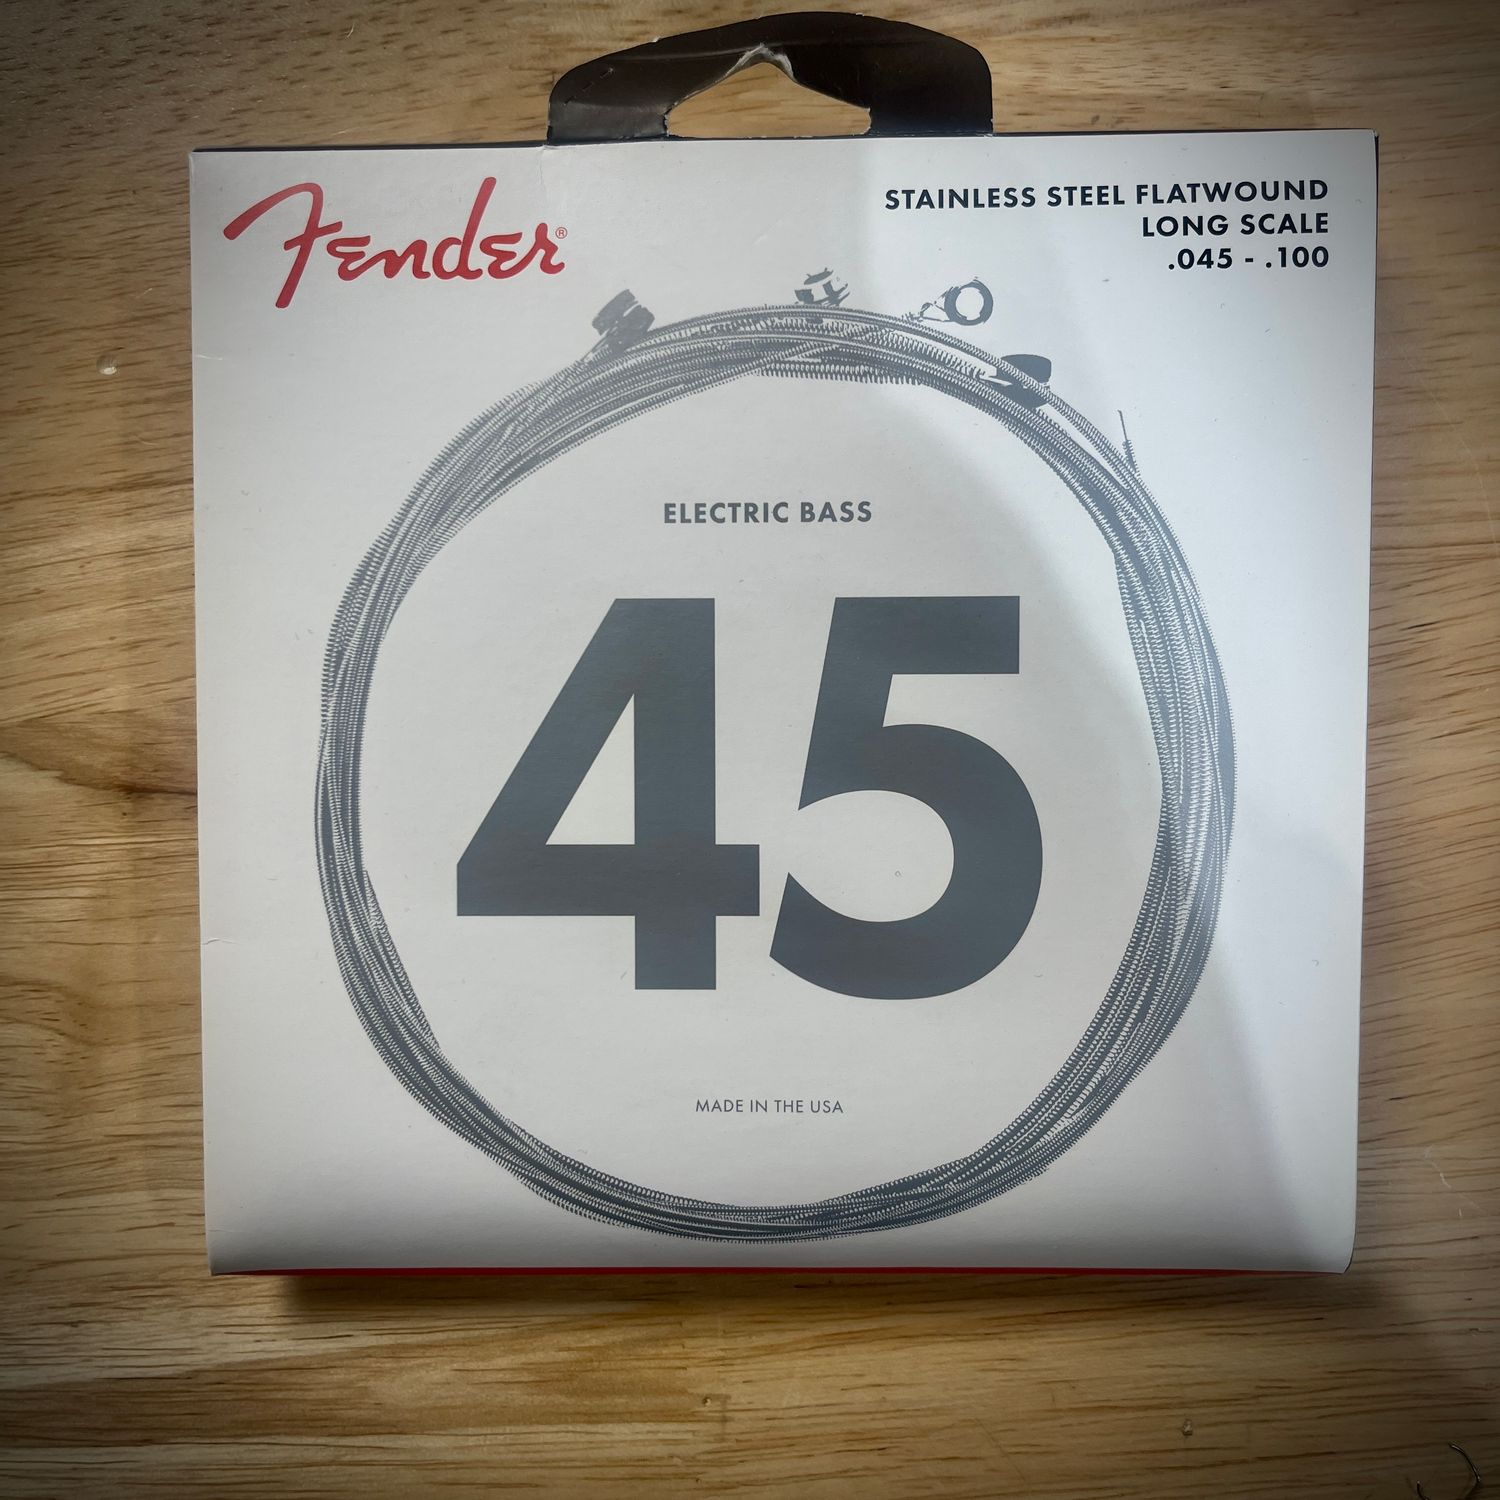 Fender®
STAINLESS STEEL FLATWOUND
LONG SCALE
.045 - .100
ELECTRIC BASS
45
MADE IN THE USA